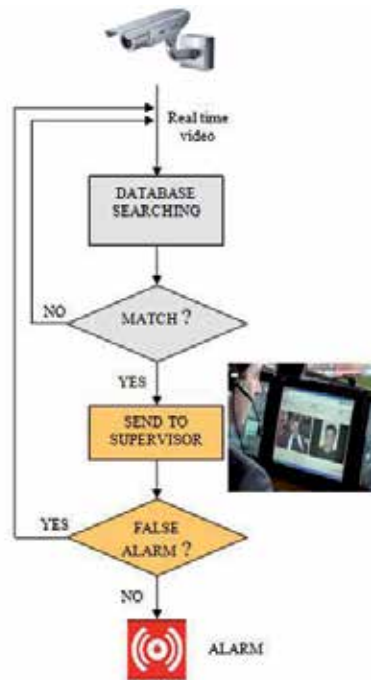 Real time
video
DATABASE
SEARCHING
NO
MATCH ?
YES
SEND TO
SUPERVISOR
YES
FALSE
ALARM ?
NO
ALARM